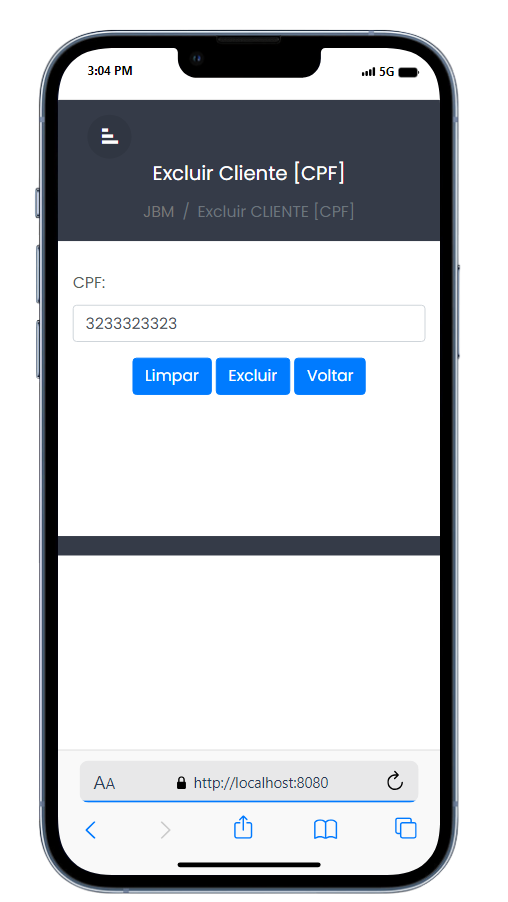 3:04 PM 5G
Excluir Cliente [CPF]
JBM / Excluir CLIENTE [CPF]
CPF:
3233323323
Limpar Excluir Voltar
AA http://localhost:8080